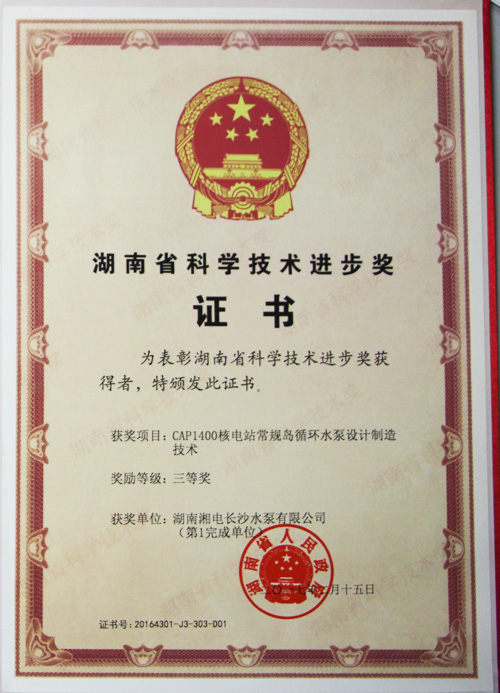 湖南省科学技术进步奖
证书
为表彰湖南省科学技术进步奖获
得者，特颁发此证书。
获奖项目：CAP1400核电站常规岛循环水泵设计制造
技术
奖励等级：三等奖
获奖单位：湖南湘电长沙水泵有限公司
（第1完成单位）
湖南省人民政府
月十五日
证书号：20164301-J3-303-D01